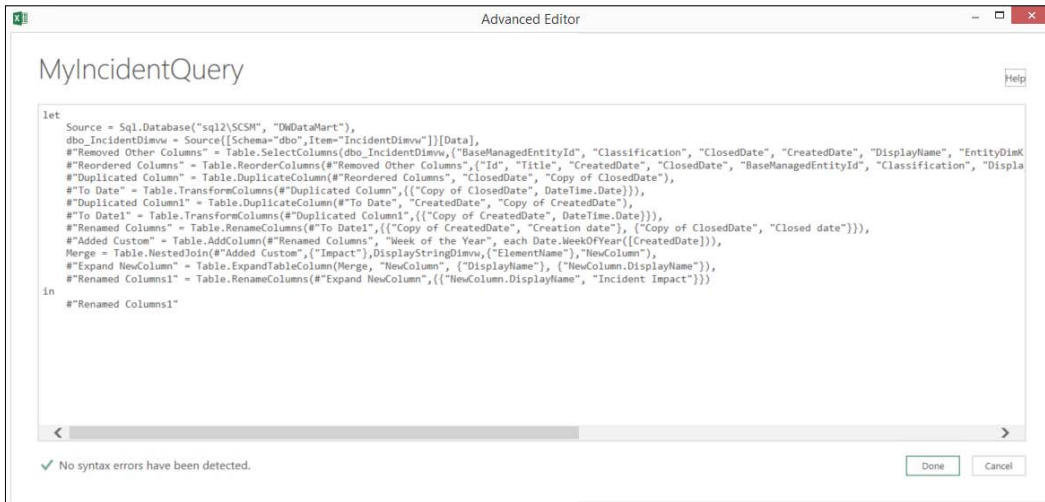 Advanced Editor
MyIncidentQuery
Help
let
    Source = Sql.Database("sql2\SCSM", "DWDataMart"),
    dbo_IncidentDimvw = Source{[Schema="dbo",Item="IncidentDimvw"]}[Data],
    #"Removed Other Columns" = Table.SelectColumns(dbo_IncidentDimvw,{"BaseManagedEntityId", "Classification", "ClosedDate", "CreatedDate", "DisplayName", "EntityDimK
    #"Reordered Columns" = Table.ReorderColumns(#"Removed Other Columns",{"Id", "Title", "CreatedDate", "ClosedDate", "BaseManagedEntityId", "Classification", "Displa
    #"Duplicated Column" = Table.DuplicateColumn(#"Reordered Columns", "ClosedDate", "Copy of ClosedDate"),
    #"To Date" = Table.TransformColumns(#"Duplicated Column",{{"Copy of ClosedDate", DateTime.Date}}),
    #"Duplicated Column1" = Table.DuplicateColumn(#"To Date", "CreatedDate", "Copy of CreatedDate"),
    #"To Date1" = Table.TransformColumns(#"Duplicated Column1",{{"Copy of CreatedDate", DateTime.Date}}),
    #"Renamed Columns" = Table.RenameColumns(#"To Date1",{{"Copy of CreatedDate", "Creation date"}, {"Copy of ClosedDate", "Closed date"}}),
    #"Added Custom" = Table.AddColumn(#"Renamed Columns", "Week of the Year", each Date.WeekOfYear([CreatedDate])),
    Merge = Table.NestedJoin(#"Added Custom",{"Impact"},DisplayStringDimvw,{"ElementName"},"NewColumn"),
    #"Expand NewColumn" = Table.ExpandTableColumn(Merge, "NewColumn", {"DisplayName"}, {"NewColumn.DisplayName"}),
    #"Renamed Columns1" = Table.RenameColumns(#"Expand NewColumn",{{"NewColumn.DisplayName", "Incident Impact"}})
in
    #"Renamed Columns1"
No syntax errors have been detected.
Done
Cancel